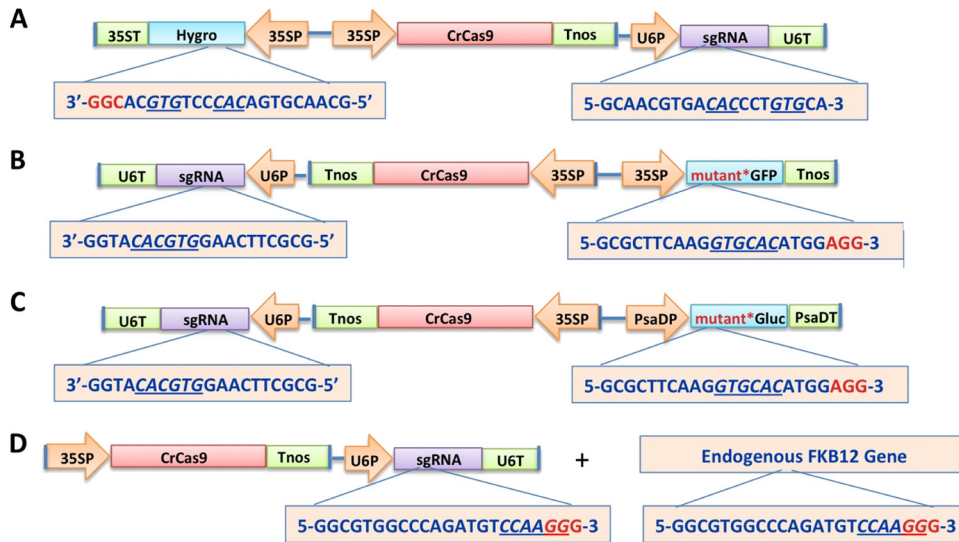 A
35ST Hygro 35SP 35SP CrCas9 Tnos U6P sgRNA U6T
3’-GGCACGTGTCCCACAGTGCAACG-5’ 5-GCAACGTGACACCCTGTGCA-3
B
U6T sgRNA U6P Tnos CrCas9 35SP 35SP mutant*GFP Tnos
3’-GGTACACGTGGAACTTCGCG-5’ 5-GCGCTTCAAGGTGCACATGGAGG-3
C
U6T sgRNA U6P Tnos CrCas9 35SP PsaDP mutant*Gluc PsaDT
3’-GGTACACGTGGAACTTCGCG-5’ 5-GCGCTTCAAGGTGCACATGGAGG-3
D
35SP CrCas9 Tnos U6P sgRNA U6T + Endogenous FKB12 Gene
5-GGCGTGGCCCAGATGTCCAAGGG-3 5-GGCGTGGCCCAGATGTCCAAGGG-3